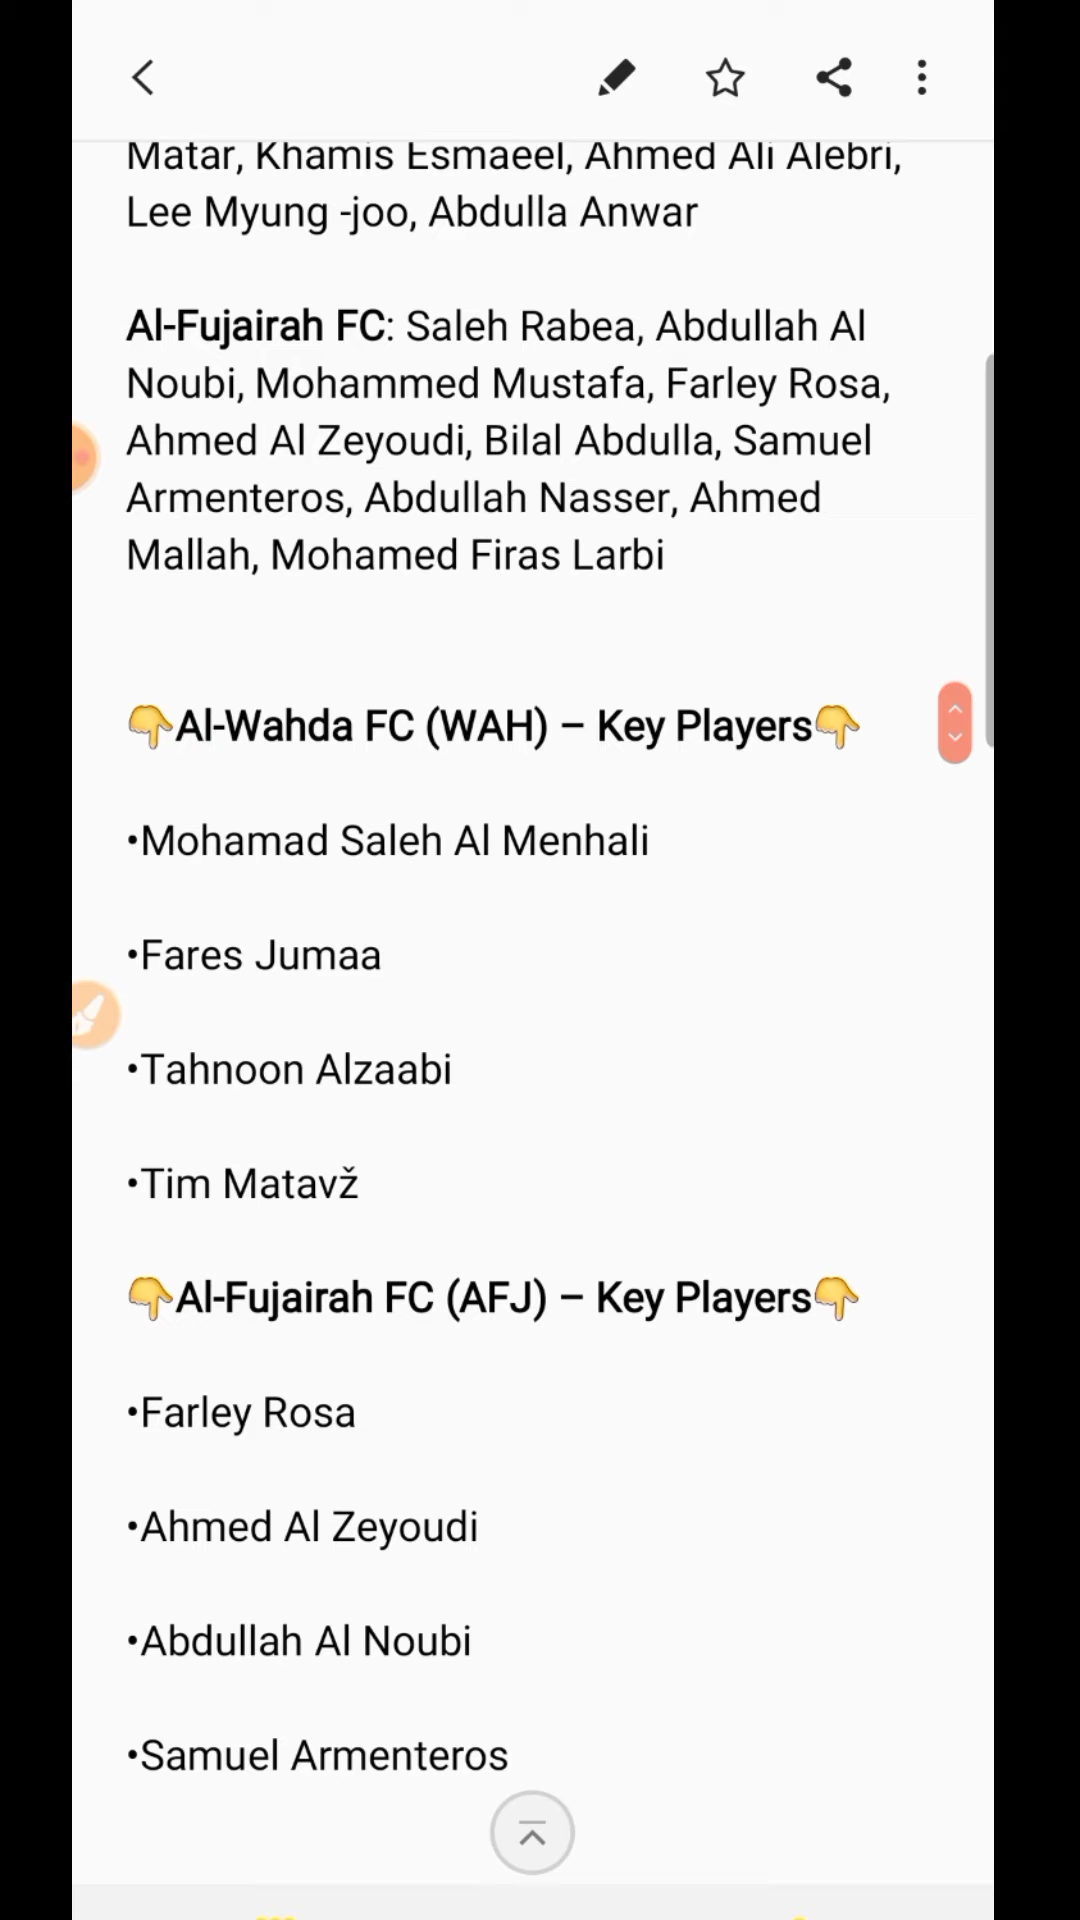 Matar, Khamis Esmaeel, Ahmed Ali Alebri,
Lee Myung -joo, Abdulla Anwar
Al-Fujairah FC: Saleh Rabea, Abdullah Al
Noubi, Mohammed Mustafa, Farley Rosa,
Ahmed Al Zeyoudi, Bilal Abdulla, Samuel
Armenteros, Abdullah Nasser, Ahmed
Mallah, Mohamed Firas Larbi
👇Al-Wahda FC (WAH) – Key Players👇
•Mohamad Saleh Al Menhali
•Fares Jumaa
•Tahnoon Alzaabi
•Tim Matavž
👇Al-Fujairah FC (AFJ) – Key Players👇
•Farley Rosa
•Ahmed Al Zeyoudi
•Abdullah Al Noubi
•Samuel Armenteros